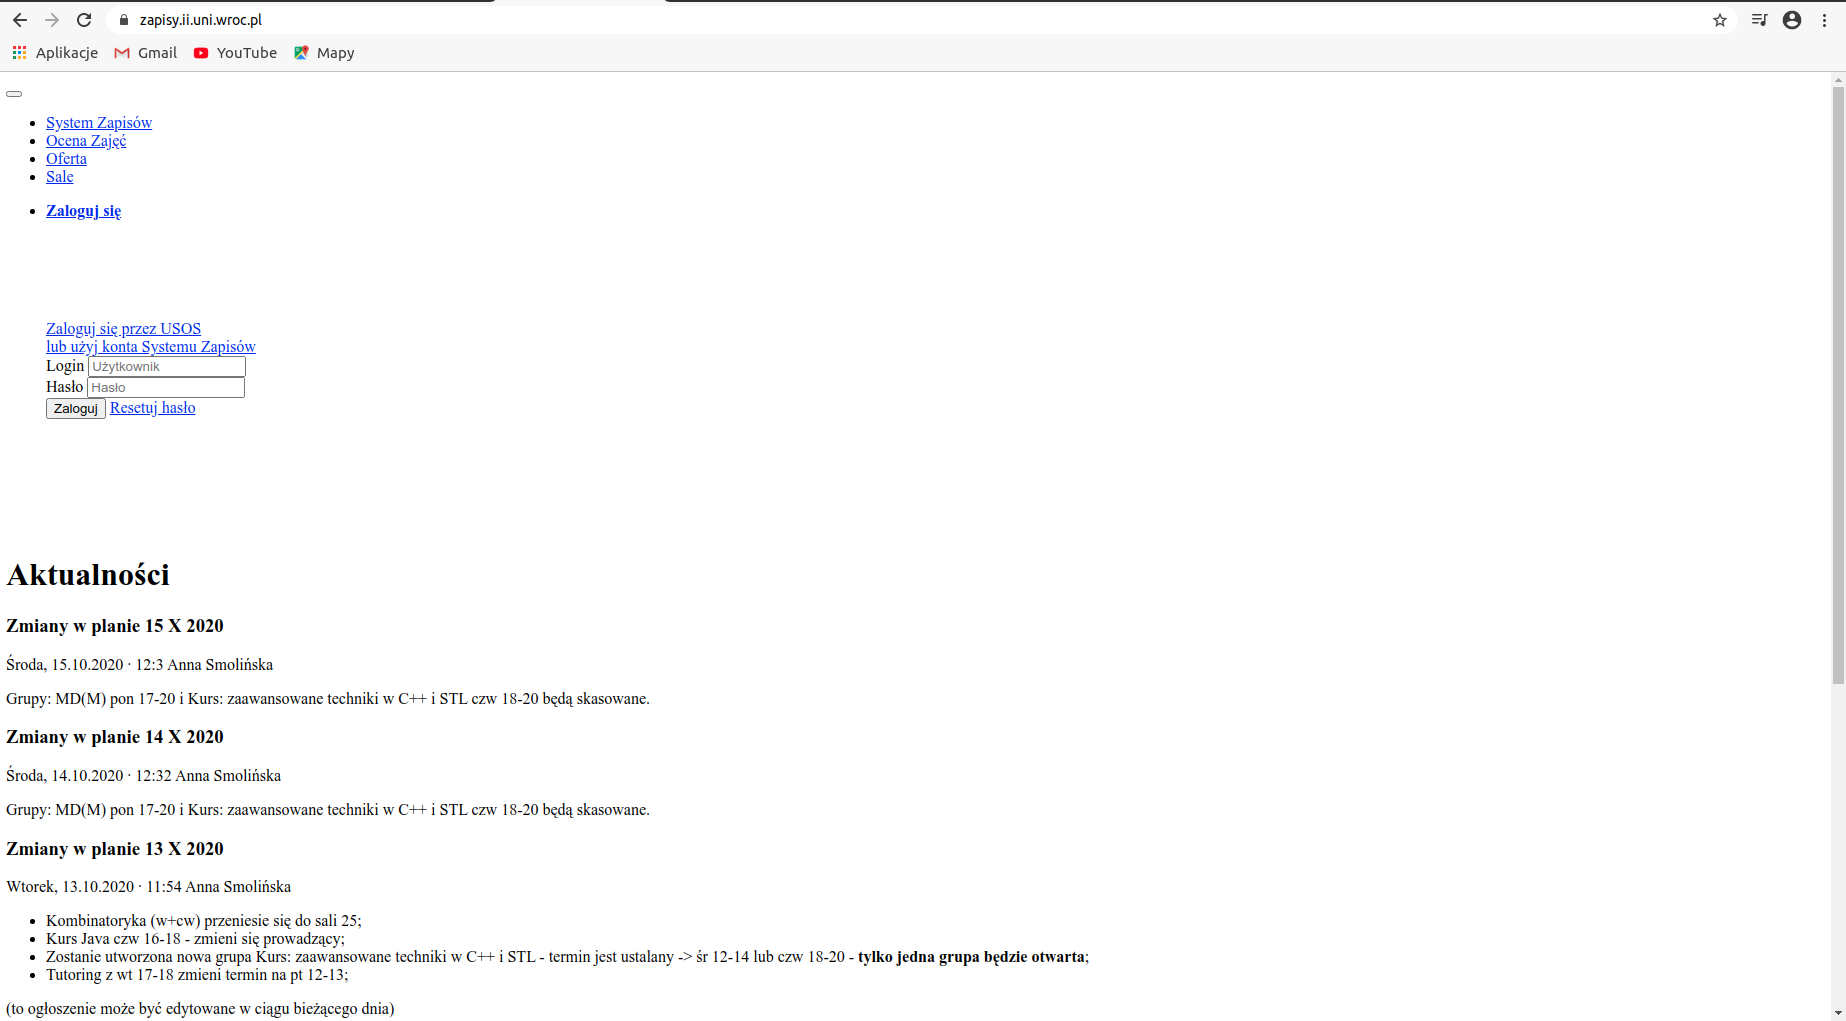 zapisy.ii.uni.wroc.pl
Aplikacje Gmail YouTube Mapy
System Zapisów
Ocena Zajęć
Oferta
Sale
Zaloguj się
Zaloguj się przez USOS
lub użyj konta Systemu Zapisów
Login Użytkownik
Hasło Hasło
Zaloguj Resetuj hasło
Aktualności
Zmiany w planie 15 X 2020
Środa, 15.10.2020 · 12:3 Anna Smolińska
Grupy: MD(M) pon 17-20 i Kurs: zaawansowane techniki w C++ i STL czw 18-20 będą skasowane.
Zmiany w planie 14 X 2020
Środa, 14.10.2020 · 12:32 Anna Smolińska
Grupy: MD(M) pon 17-20 i Kurs: zaawansowane techniki w C++ i STL czw 18-20 będą skasowane.
Zmiany w planie 13 X 2020
Wtorek, 13.10.2020 · 11:54 Anna Smolińska
Kombinatoryka (w+cw) przeniesie się do sali 25;
Kurs Java czw 16-18 - zmieni się prowadzący;
Zostanie utworzona nowa grupa Kurs: zaawansowane techniki w C++ i STL - termin jest ustalany -> śr 12-14 lub czw 18-20 - tylko jedna grupa będzie otwarta;
Tutoring z wt 17-18 zmieni termin na pt 12-13;
(to ogłoszenie może być edytowane w ciągu bieżącego dnia)